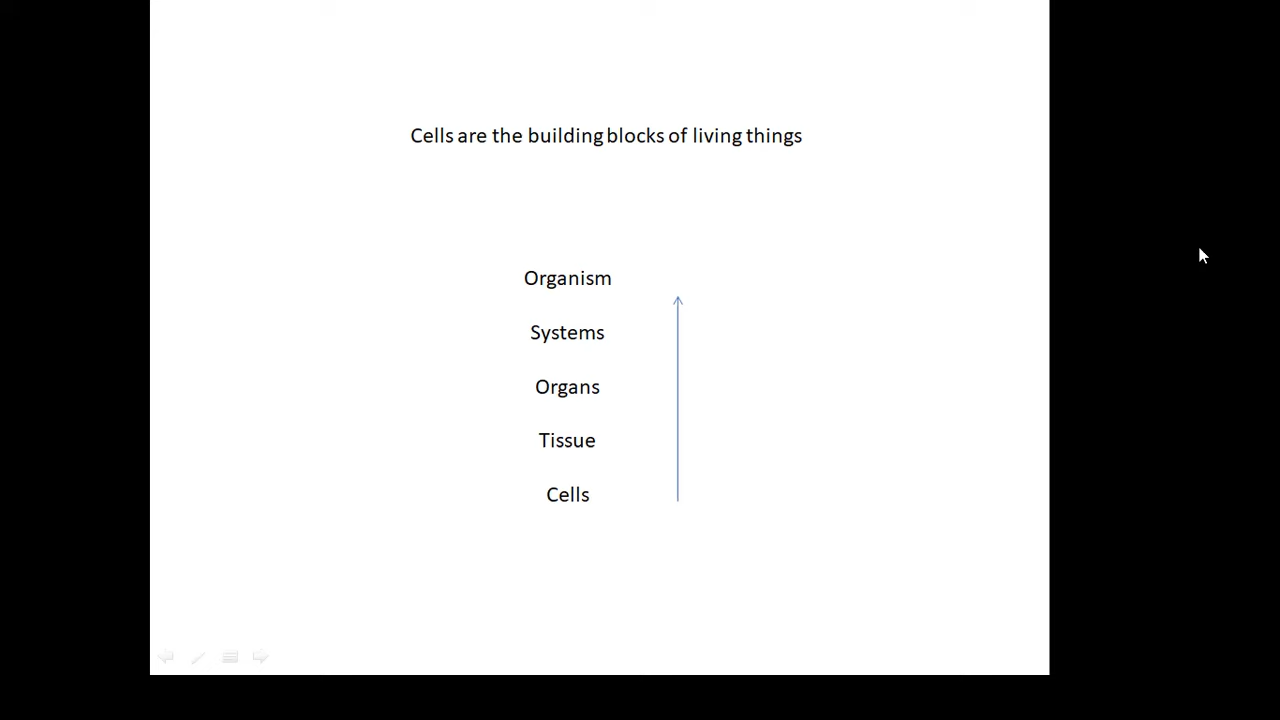 Cells are the building blocks of living things
Organism
Systems
Organs
Tissue
Cells